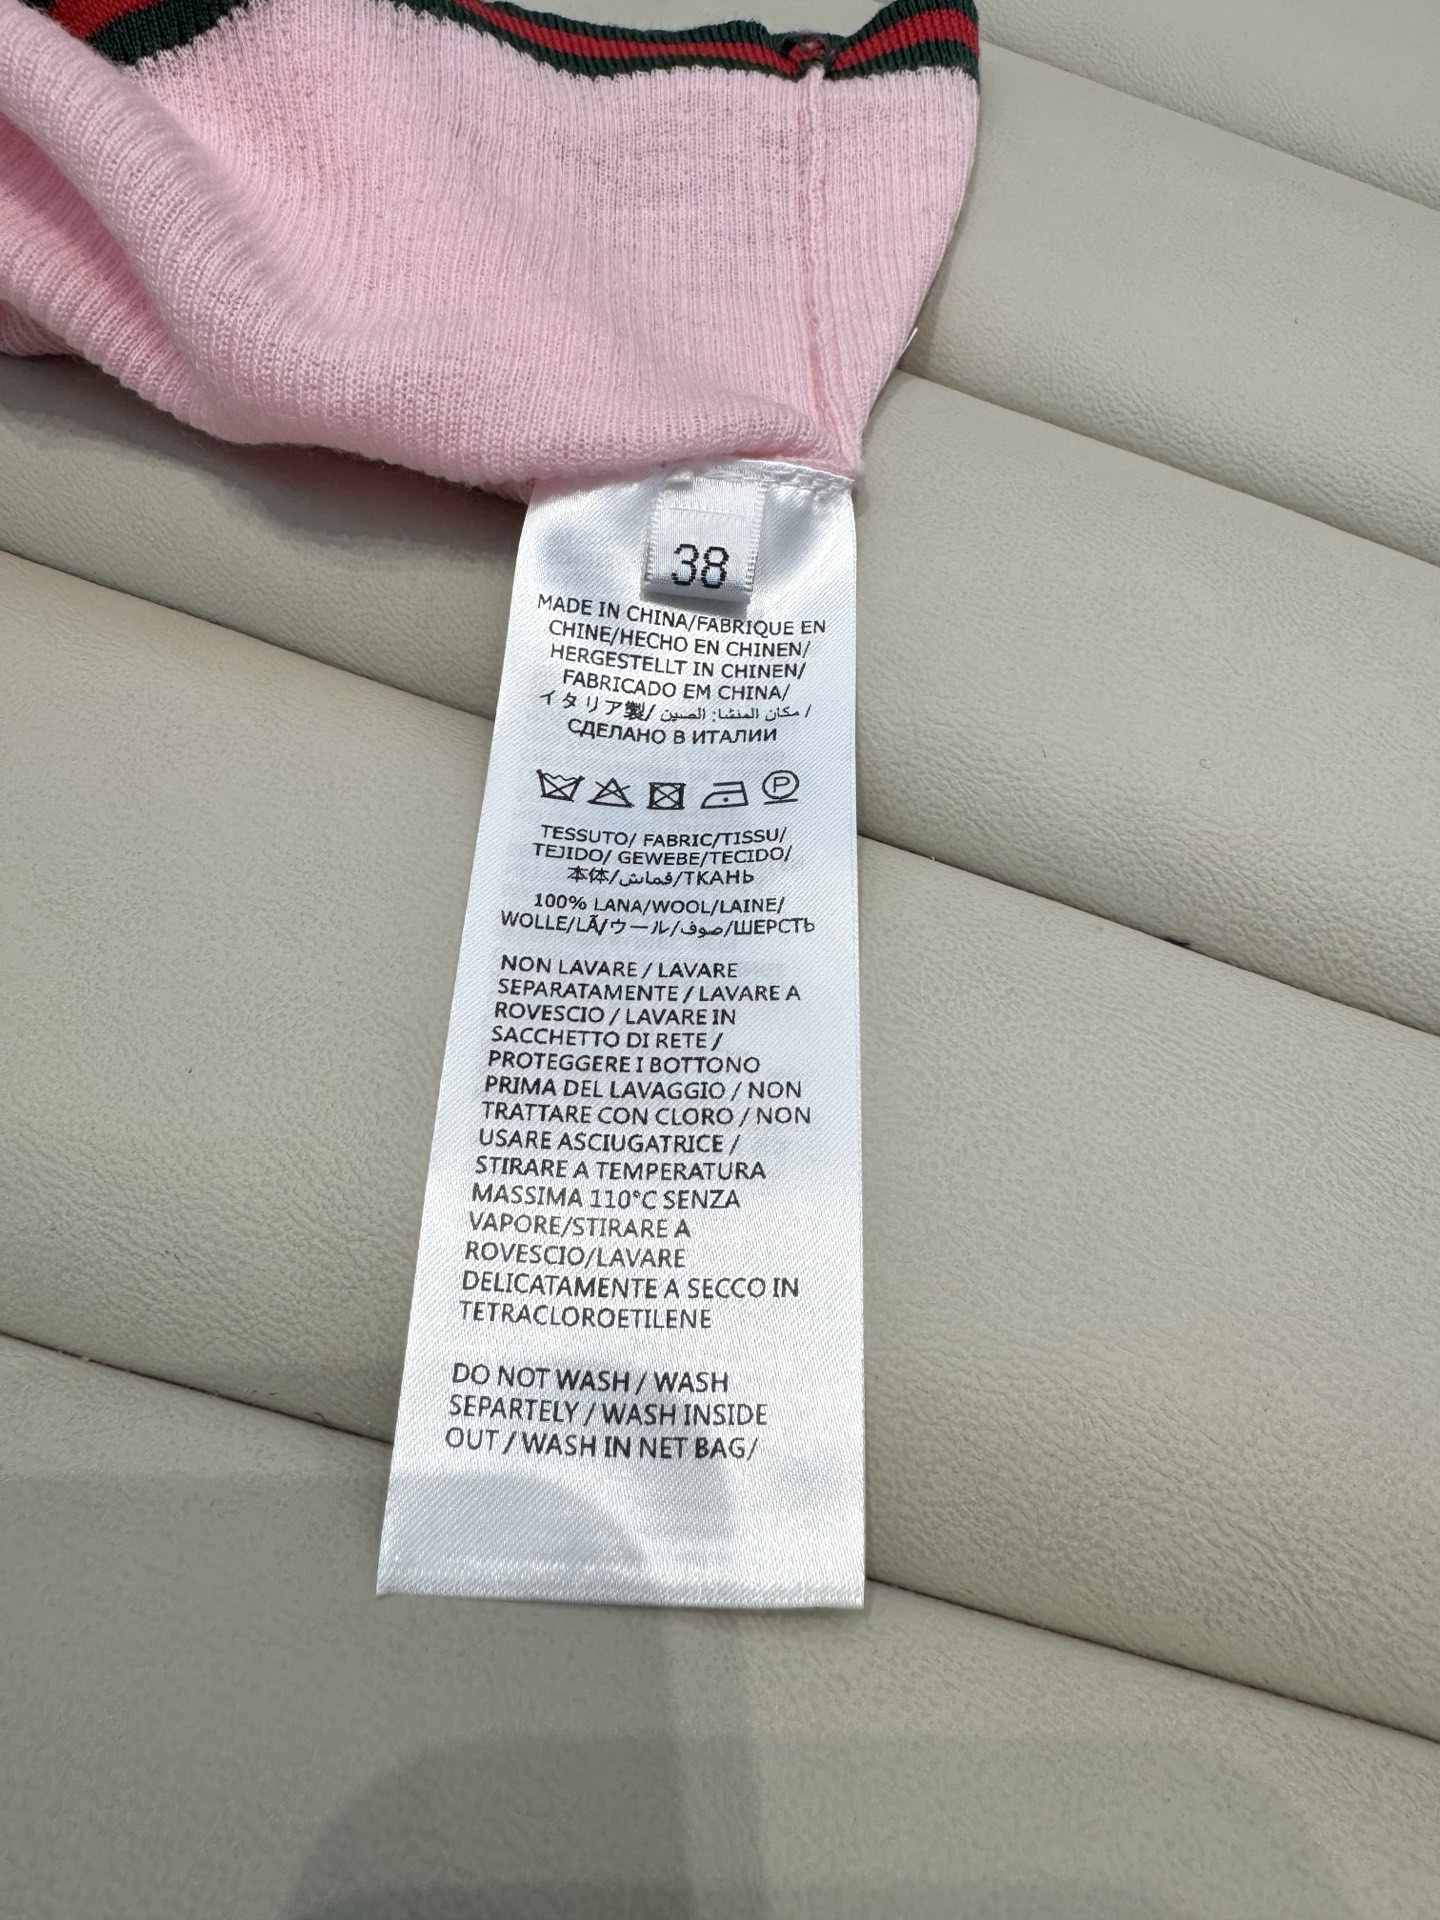 38
MADE IN CHINA/FABRIQUE EN
CHINE/HECHO EN CHINEN/
HERGESTELLT IN CHINEN/
FABRICADO EM CHINA/
イタリア製/ مكان المنشا: الصين /
СДЕЛАНО В ИТАЛИИ
P
TESSUTO/ FABRIC/TISSU/
TEJIDO/ GEWEBE/TECIDO/
本体/قماش/ТКАНЬ
100% LANA/WOOL/LAINE/
WOLLE/LÃ/ウール/صوف/ШЕРСТЬ
NON LAVARE / LAVARE
SEPARATAMENTE / LAVARE A
ROVESCIO / LAVARE IN
SACCHETTO DI RETE /
PROTEGGERE I BOTTONO
PRIMA DEL LAVAGGIO / NON
TRATTARE CON CLORO / NON
USARE ASCIUGATRICE /
STIRARE A TEMPERATURA
MASSIMA 110°C SENZA
VAPORE/STIRARE A
ROVESCIO/LAVARE
DELICATAMENTE A SECCO IN
TETRACLOROETILENE
DO NOT WASH / WASH
SEPARTELY / WASH INSIDE
OUT / WASH IN NET BAG/